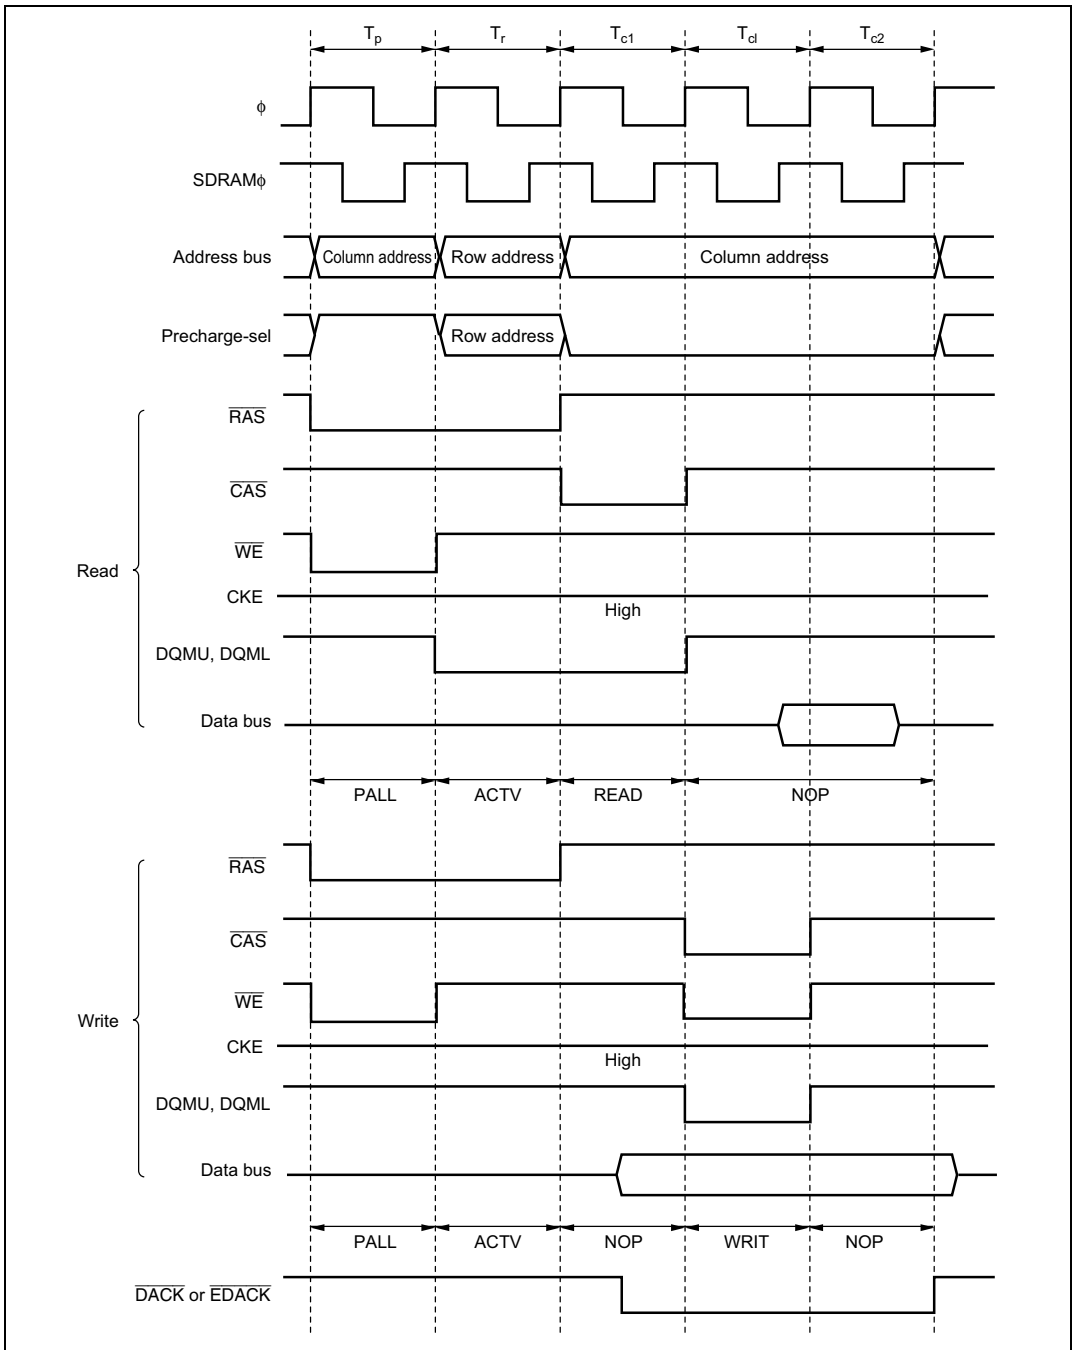 Tp Tr Tc1 Tcl Tc2
ϕ
SDRAMϕ
Address bus Column address Row address Column address
Precharge-sel Row address
RAS
CAS
WE
Read
CKE High
DQMU, DQML
Data bus
PALL ACTV READ NOP
RAS
CAS
WE
Write
CKE High
DQMU, DQML
Data bus
PALL ACTV NOP WRIT NOP
DACK or EDACK